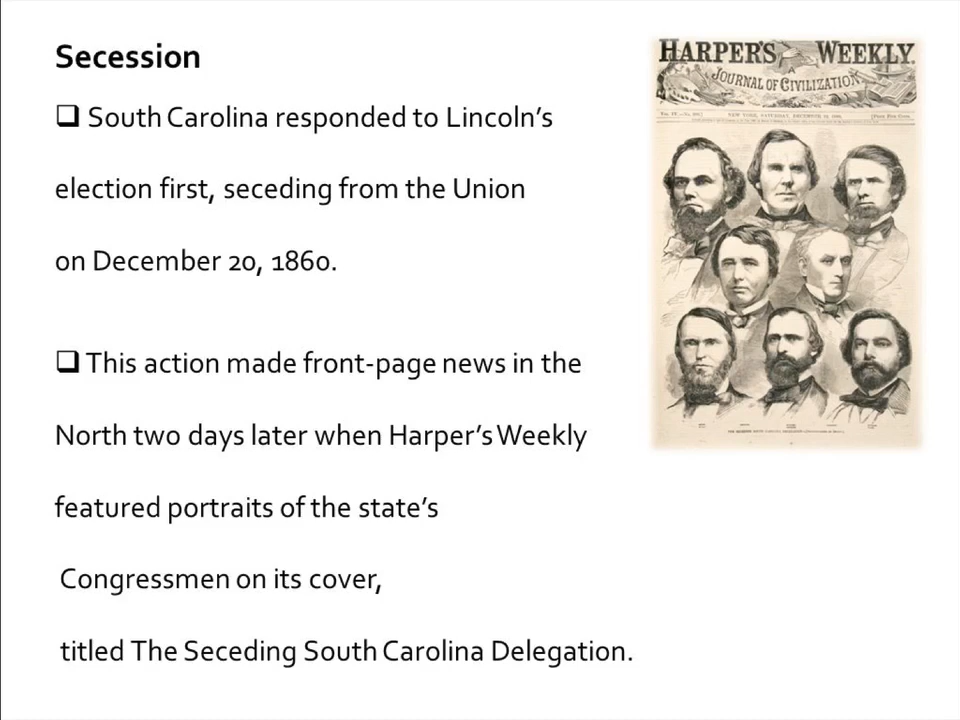 Secession
❑ South Carolina responded to Lincoln’s
election first, seceding from the Union
on December 20, 1860.
❑ This action made front-page news in the
North two days later when Harper’s Weekly
featured portraits of the state’s
Congressmen on its cover,
titled The Seceding South Carolina Delegation.
HARPER'S WEEKLY.
A
JOURNAL OF CIVILIZATION
NEW YORK, SATURDAY, DECEMBER 22, 1860.